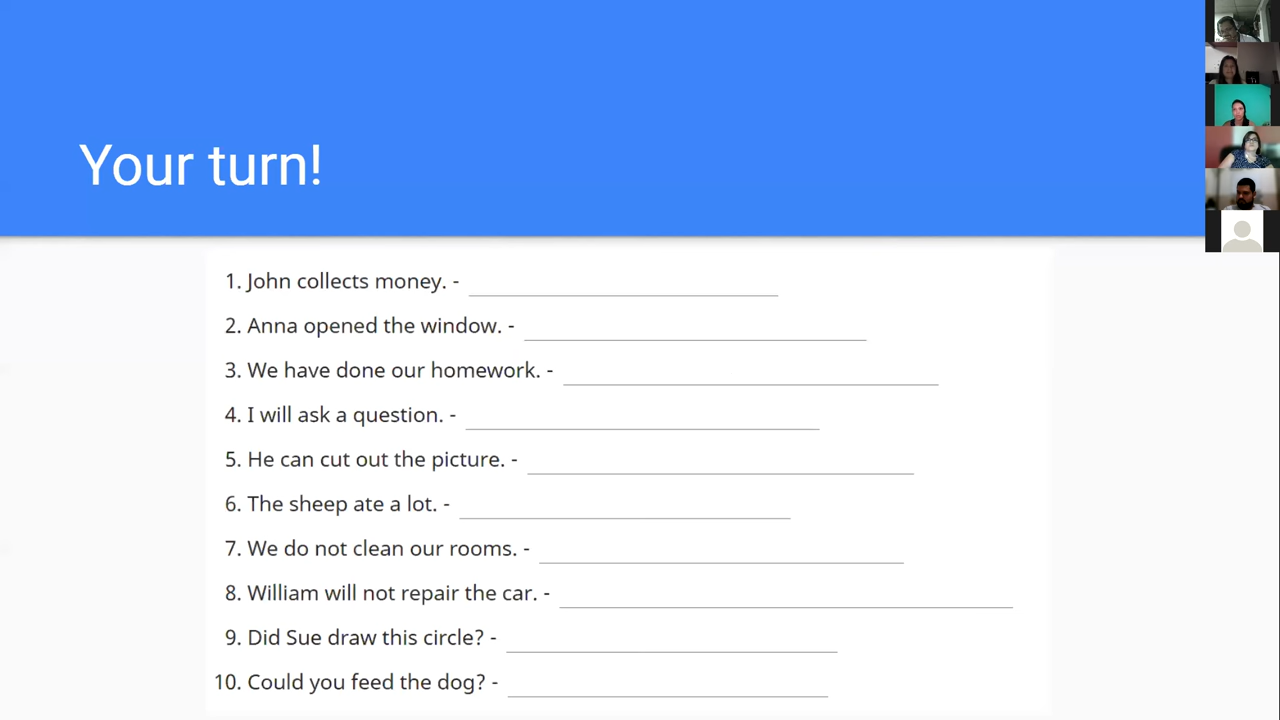 Your turn!
1. John collects money. -
2. Anna opened the window. -
3. We have done our homework. -
4. I will ask a question. -
5. He can cut out the picture. -
6. The sheep ate a lot. -
7. We do not clean our rooms. -
8. William will not repair the car. -
9. Did Sue draw this circle? -
10. Could you feed the dog? -